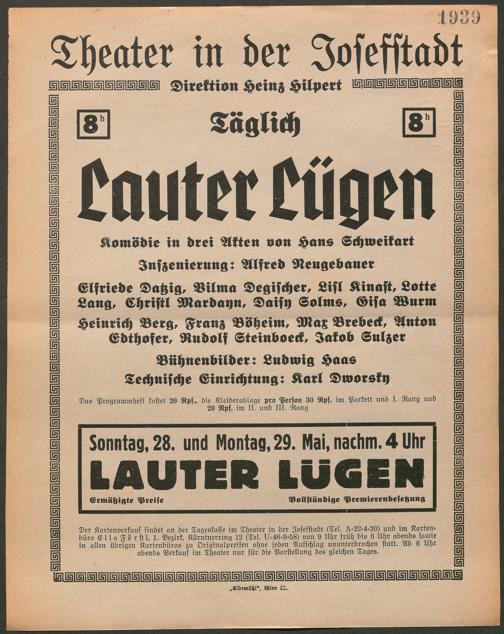 1939
Theater in der Josefstadt
Direktion Heinz Hilpert
8h Täglich 8h
Lauter Lügen
Komödie in drei Akten von Hans Schweikart
Inszenierung: Alfred Neugebauer
Elfriede Datzig, Vilma Degischer, Lisl Kinast, Lotte
Lang, Christl Mardayn, Daisy Solms, Gisa Wurm
Heinrich Berg, Franz Böheim, Max Brebeck, Anton
Edthofer, Rudolf Steinboeck, Jakob Sulzer
Bühnenbilder: Ludwig Haas
Technische Einrichtung: Karl Dworsky
Das Programmheft kostet 20 Rpf., die Kleiderablage pro Person 30 Rpf. im Parkett und I. Rang und
20 Rpf. im II. und III. Rang
Sonntag, 28. und Montag, 29. Mai, nachm. 4 Uhr
LAUTER LÜGEN
Ermäßigte Preise Vollständige Premierenbesetzung
Der Kartenverkauf findet an der Tageskasse im Theater in der Josefstadt (Tel. A-22-4-20) und im Karten-
büro Ella Förstl, 1. Bezirk, Kärntnerring 12 (Tel. U-46-9-58) von 9 Uhr früh bis 6 Uhr abends sowie
in allen übrigen Kartenbüros zu Originalpreisen ohne jeden Aufschlag ununterbrochen statt. Ab 6 Uhr
abends Verkauf im Theater nur für die Vorstellung des gleichen Tages.
„Elbemühl“, Wien